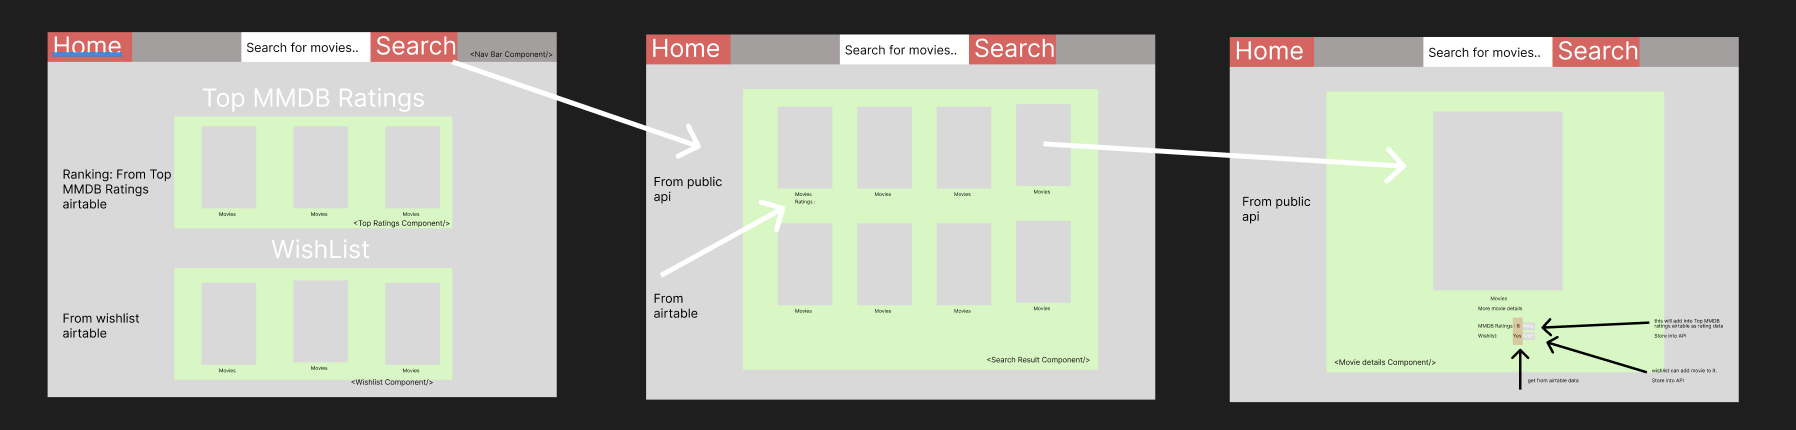 Home
Search for movies..
Search
<Nav Bar Component/>
Top MMDB Ratings
Ranking: From Top
MMDB Ratings
airtable
Movies
Movies
Movies
<Top Ratings Component/>
WishList
From wishlist
airtable
Movies
Movies
Movies
<Wishlist Component/>
Home
Search for movies..
Search
From public
api
Movies
Ratings :
Movies
Movies
Movies
From
airtable
Movies
Movies
Movies
Movies
<Search Result Component/>
Home
Search for movies..
Search
From public
api
Movies
More movie details
MMDB Ratings : 6
Wishlist: Yes
<Movie details Component/>
this will add into Top MMDB
ratings airtable as rating data
Store into API
wishlist can add movie to it.
Store into API
get from airtable data